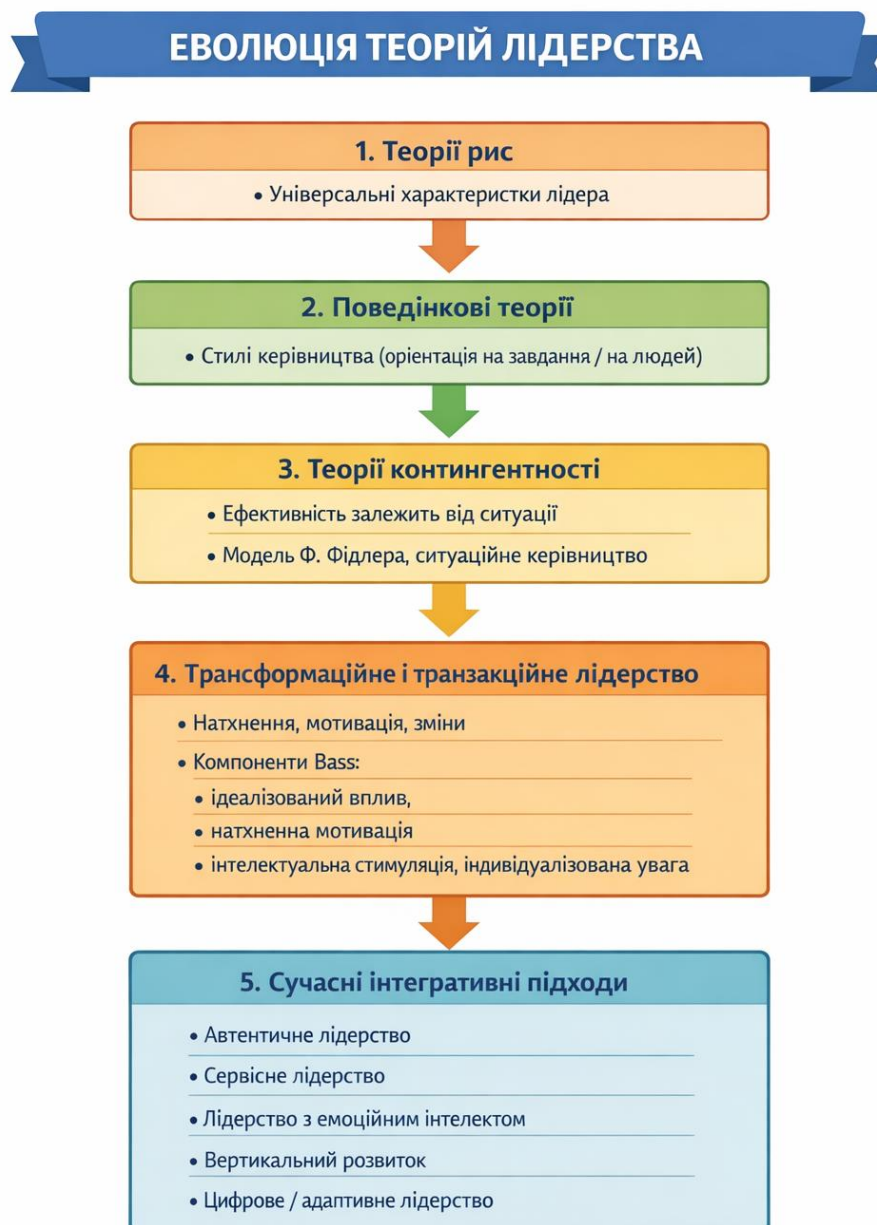 ЕВОЛЮЦІЯ ТЕОРІЙ ЛІДЕРСТВА
1. Теорії рис
• Універсальні характеристки лідера
2. Поведінкові теорії
• Стилі керівництва (орієнтація на завдання / на людей)
3. Теорії контингентності
• Ефективність залежить від ситуації
• Модель Ф. Фідлера, ситуаційне керівництво
4. Трансформаційне і транзакційне лідерство
• Натхнення, мотивація, зміни
• Компоненти Bass:
• ідеалізований вплив,
• натхненна мотивація
• інтелектуальна стимуляція, індивідуалізована увага
5. Сучасні інтегративні підходи
• Автентичне лідерство
• Сервісне лідерство
• Лідерство з емоційним інтелектом
• Вертикальний розвиток
• Цифрове / адаптивне лідерство